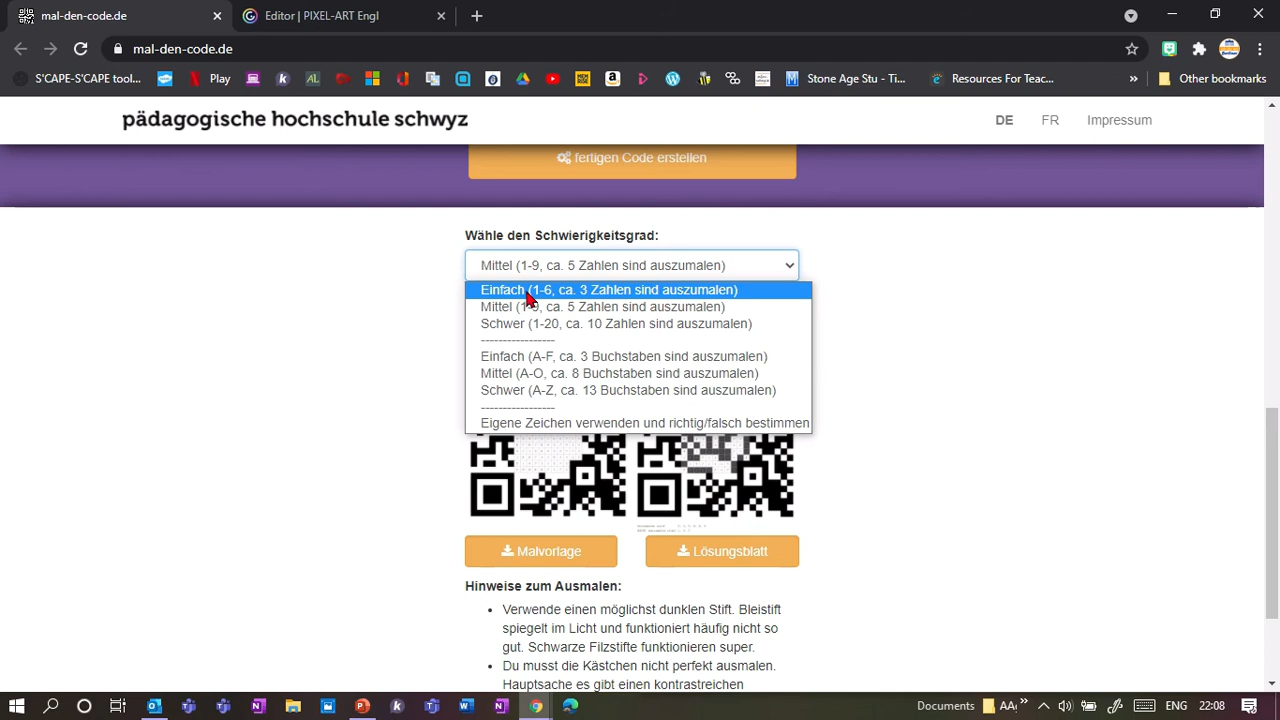 mal-den-code.de
Editor | PIXEL-ART Engl
mal-den-code.de
S'CAPE-S'CAPE tool...
Play
Stone Age Stu - Ti...
Resources For Teac...
Other bookmarks
pädagogische hochschule schwyz
DE
FR
Impressum
fertigen Code erstellen
Wähle den Schwierigkeitsgrad:
Mittel (1-9, ca. 5 Zahlen sind auszumalen)
Einfach (1-6, ca. 3 Zahlen sind auszumalen)
Mittel (1-9, ca. 5 Zahlen sind auszumalen)
Schwer (1-20, ca. 10 Zahlen sind auszumalen)
-----------------
Einfach (A-F, ca. 3 Buchstaben sind auszumalen)
Mittel (A-O, ca. 8 Buchstaben sind auszumalen)
Schwer (A-Z, ca. 13 Buchstaben sind auszumalen)
-----------------
Eigene Zeichen verwenden und richtig/falsch bestimmen
Malvorlage
Lösungsblatt
Hinweise zum Ausmalen:
Verwende einen möglichst dunklen Stift. Bleistift
spiegelt im Licht und funktioniert häufig nicht so
gut. Schwarze Filzstifte funktionieren super.
Du musst die Kästchen nicht perfekt ausmalen.
Hauptsache es gibt einen kontrastreichen
Documents
ENG
22:08